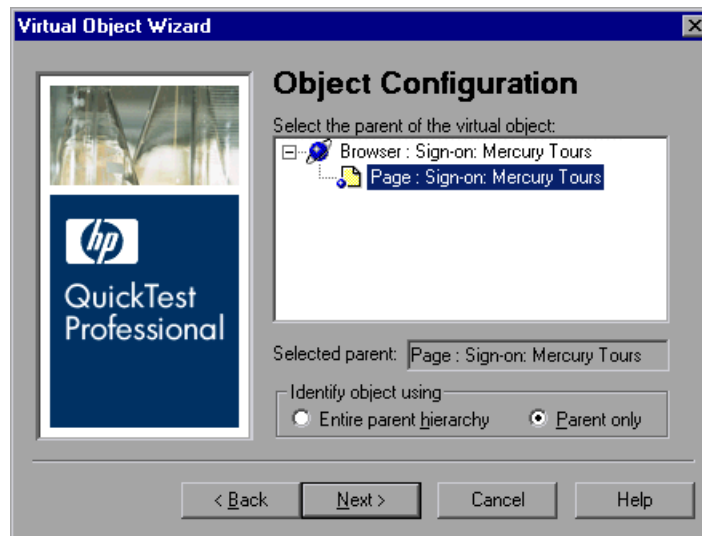 Virtual Object Wizard
Object Configuration
Select the parent of the virtual object:
Browser : Sign-on: Mercury Tours
Page : Sign-on: Mercury Tours
hp
QuickTest
Professional
Selected parent: Page : Sign-on: Mercury Tours
Identify object using
Entire parent hierarchy Parent only
< Back Next > Cancel Help